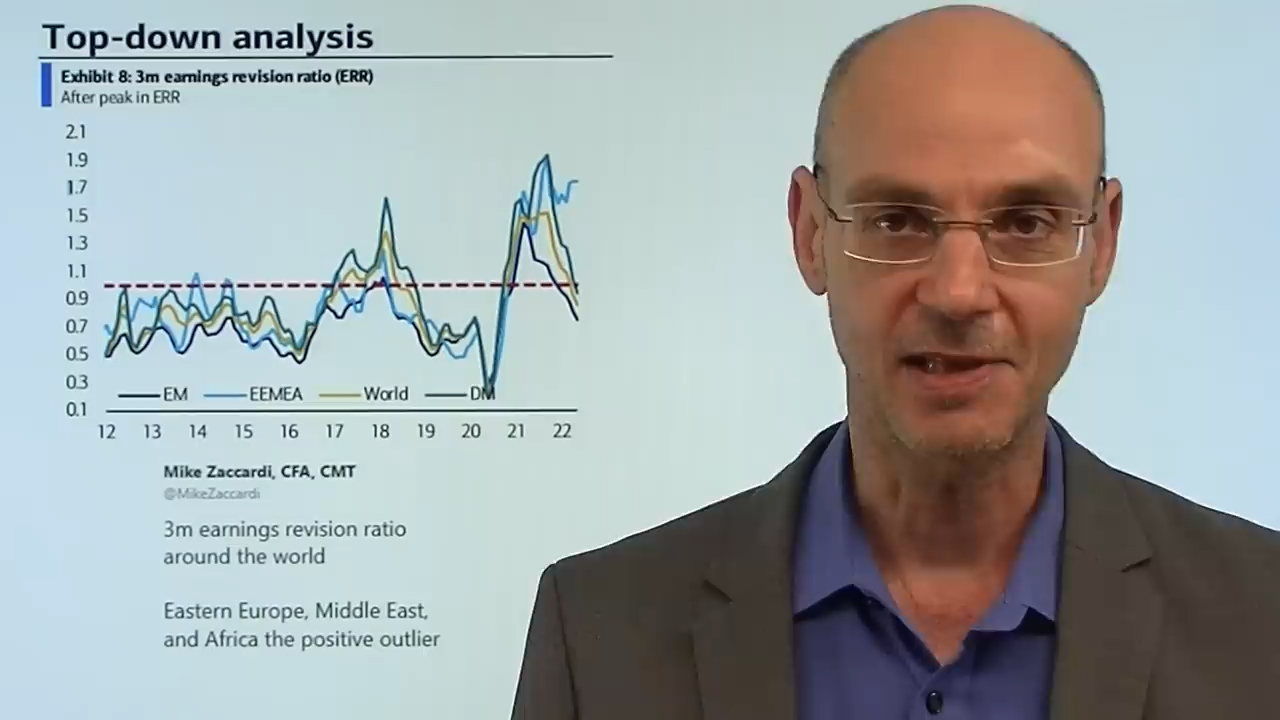 Top-down analysis
Exhibit 8: 3m earnings revision ratio (ERR)
After peak in ERR
2.1
1.9
1.7
1.5
1.3
1.1
0.9
0.7
0.5
0.3
0.1
EM EEMEA World DM
12 13 14 15 16 17 18 19 20 21 22
Mike Zaccardi, CFA, CMT
@MikeZaccardi
3m earnings revision ratio
around the world
Eastern Europe, Middle East,
and Africa the positive outlier